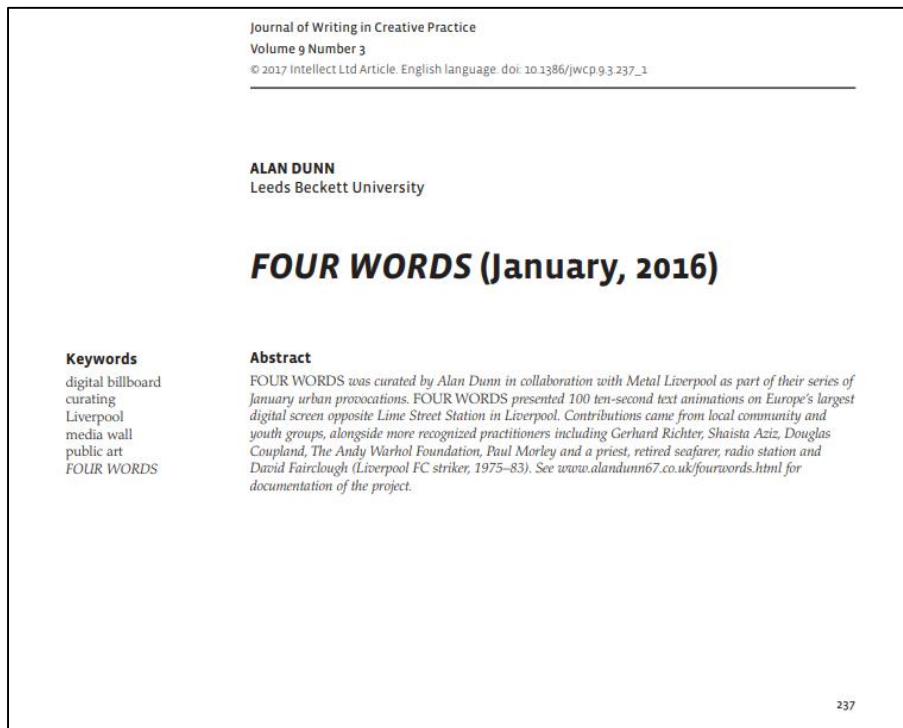 Journal of Writing in Creative Practice
Volume 9 Number 3
© 2017 Intellect Ltd Article. English language. doi: 10.1386/jwcp.9.3.237_1
ALAN DUNN
Leeds Beckett University
FOUR WORDS (January, 2016)
Keywords
digital billboard
curating
Liverpool
media wall
public art
FOUR WORDS
Abstract
FOUR WORDS was curated by Alan Dunn in collaboration with Metal Liverpool as part of their series of
January urban provocations. FOUR WORDS presented 100 ten-second text animations on Europe's largest
digital screen opposite Lime Street Station in Liverpool. Contributions came from local community and
youth groups, alongside more recognized practitioners including Gerhard Richter, Shaista Aziz, Douglas
Coupland, The Andy Warhol Foundation, Paul Morley and a priest, retired seafarer, radio station and
David Fairclough (Liverpool FC striker, 1975–83). See www.alandunn67.co.uk/fourwords.html for
documentation of the project.
237